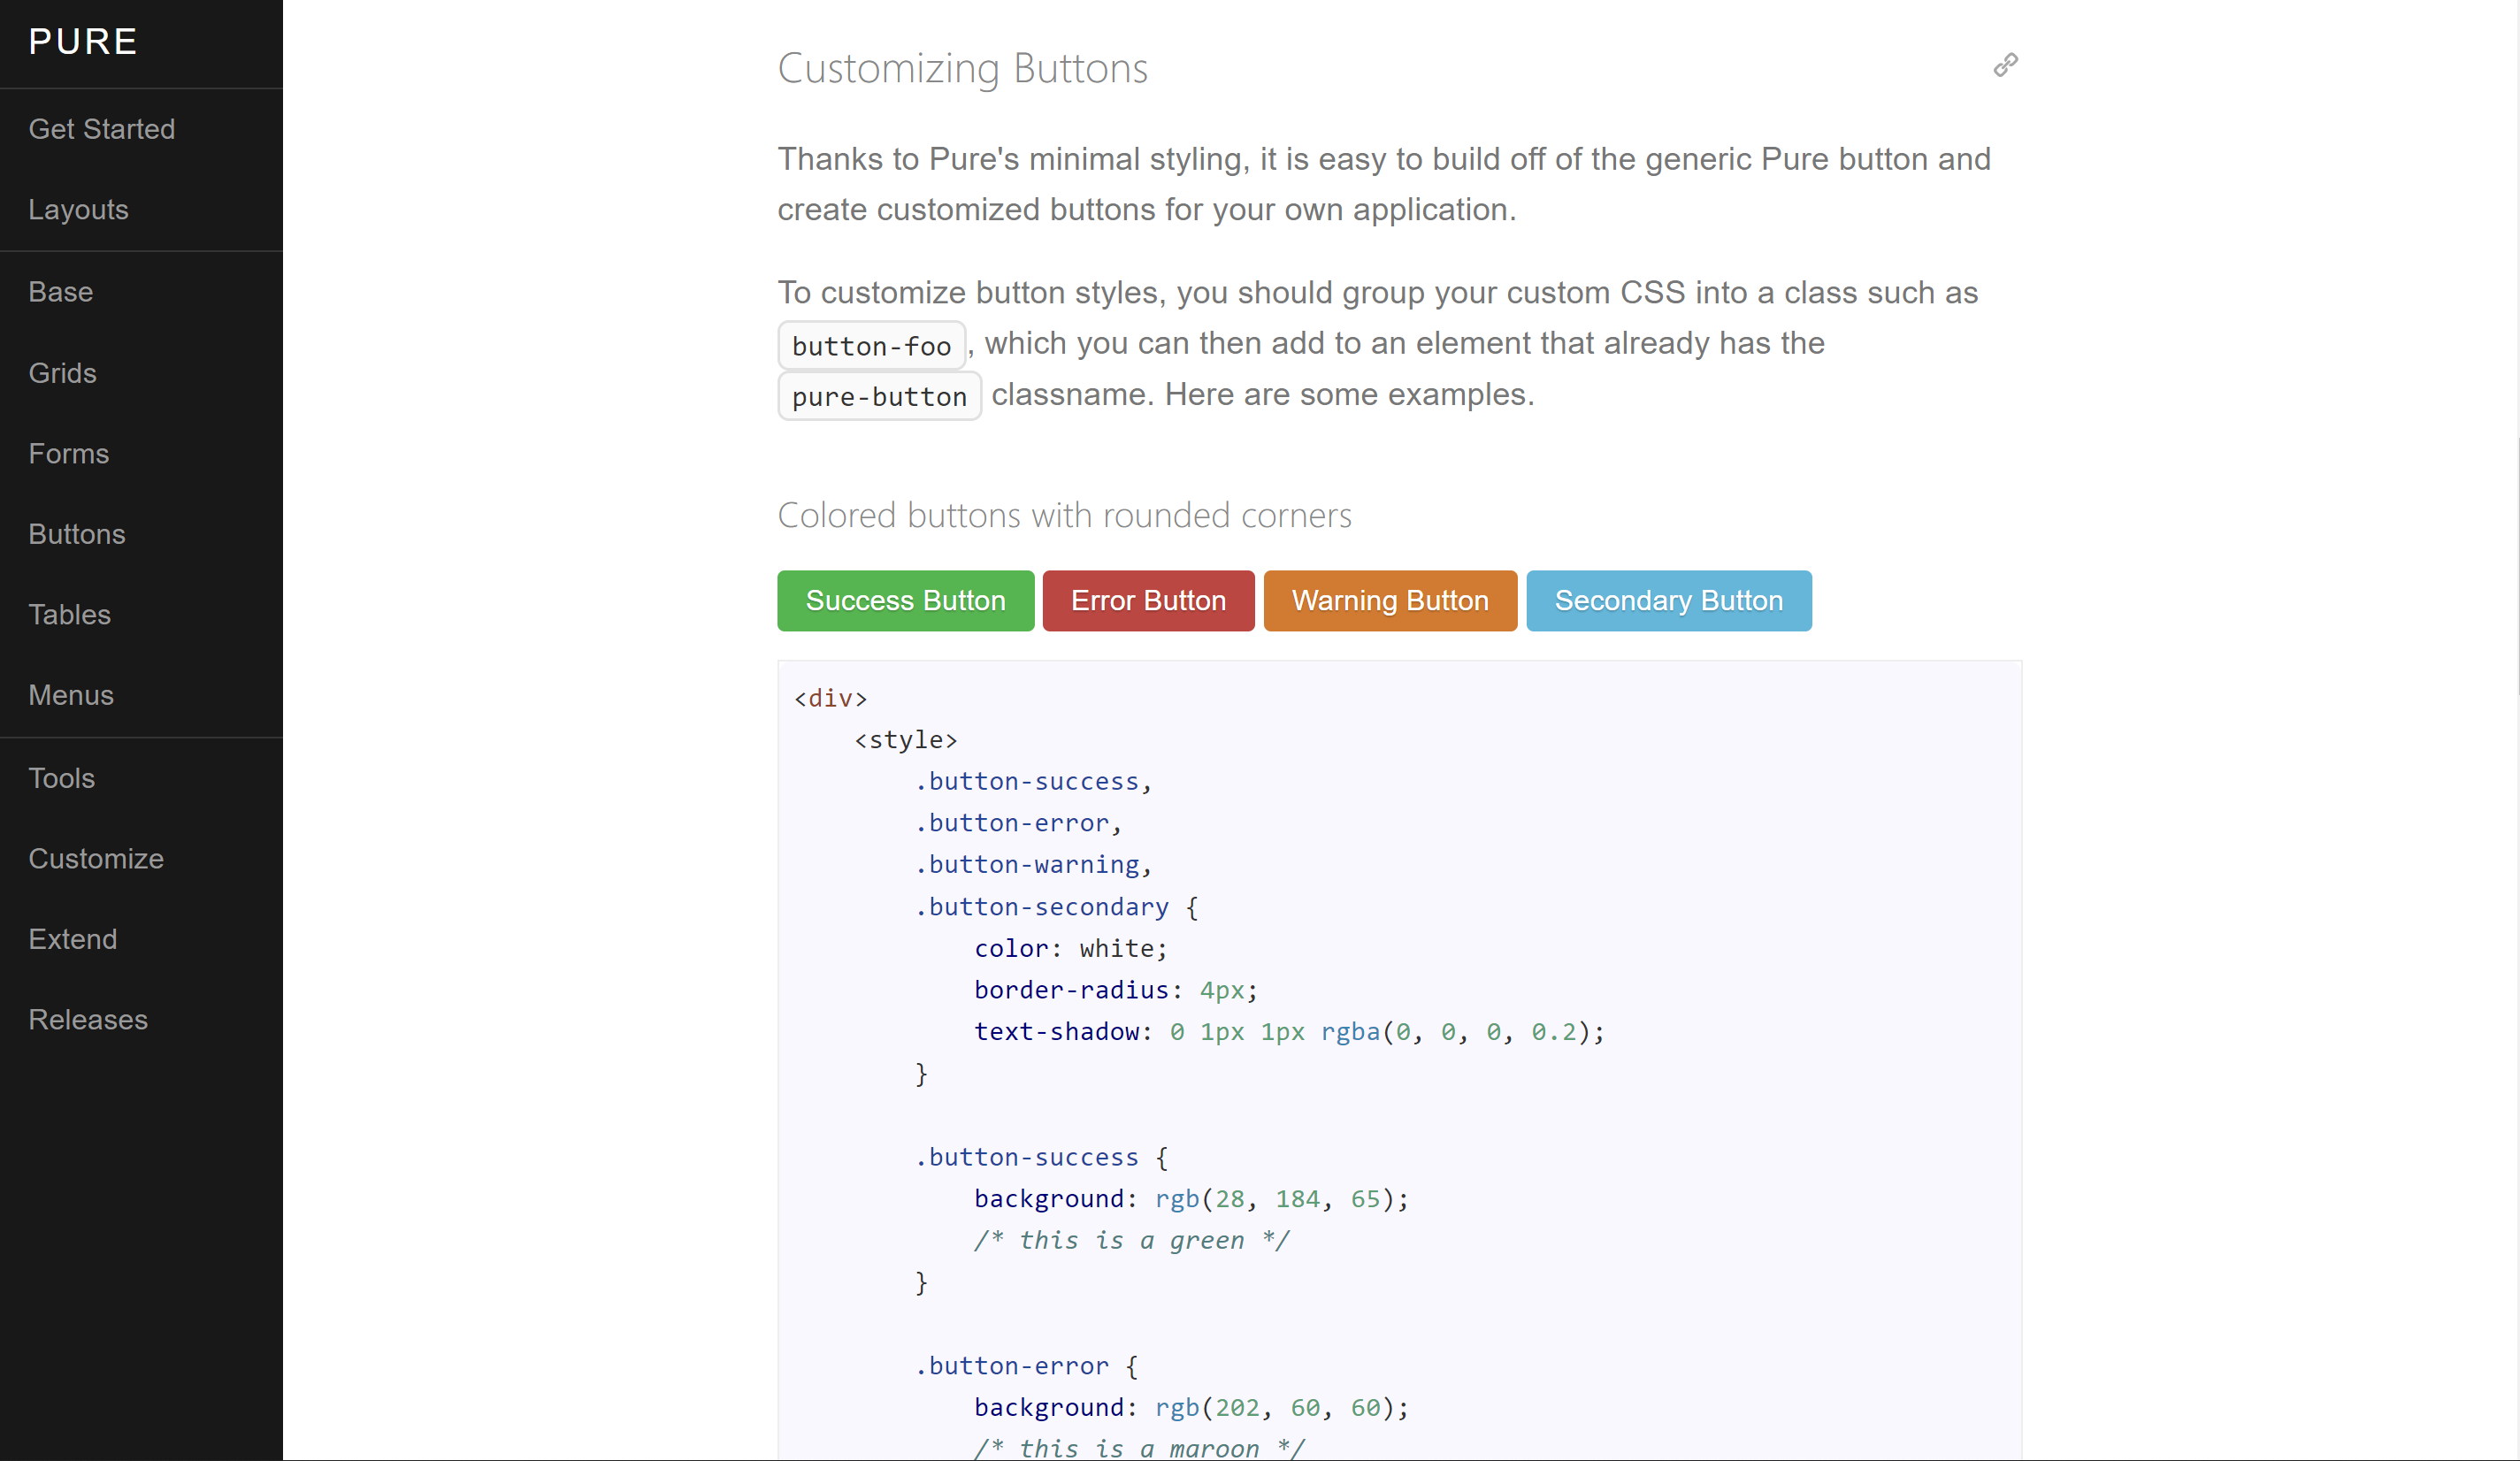 PURE
Get Started
Layouts
Base
Grids
Forms
Buttons
Tables
Menus
Tools
Customize
Extend
Releases
Customizing Buttons
Thanks to Pure's minimal styling, it is easy to build off of the generic Pure button and
create customized buttons for your own application.
To customize button styles, you should group your custom CSS into a class such as
button-foo, which you can then add to an element that already has the
pure-button classname. Here are some examples.
Colored buttons with rounded corners
Success Button Error Button Warning Button Secondary Button
<div>
    <style>
        .button-success,
        .button-error,
        .button-warning,
        .button-secondary {
            color: white;
            border-radius: 4px;
            text-shadow: 0 1px 1px rgba(0, 0, 0, 0.2);
        }
        .button-success {
            background: rgb(28, 184, 65);
            /* this is a green */
        }
        .button-error {
            background: rgb(202, 60, 60);
            /* this is a maroon */